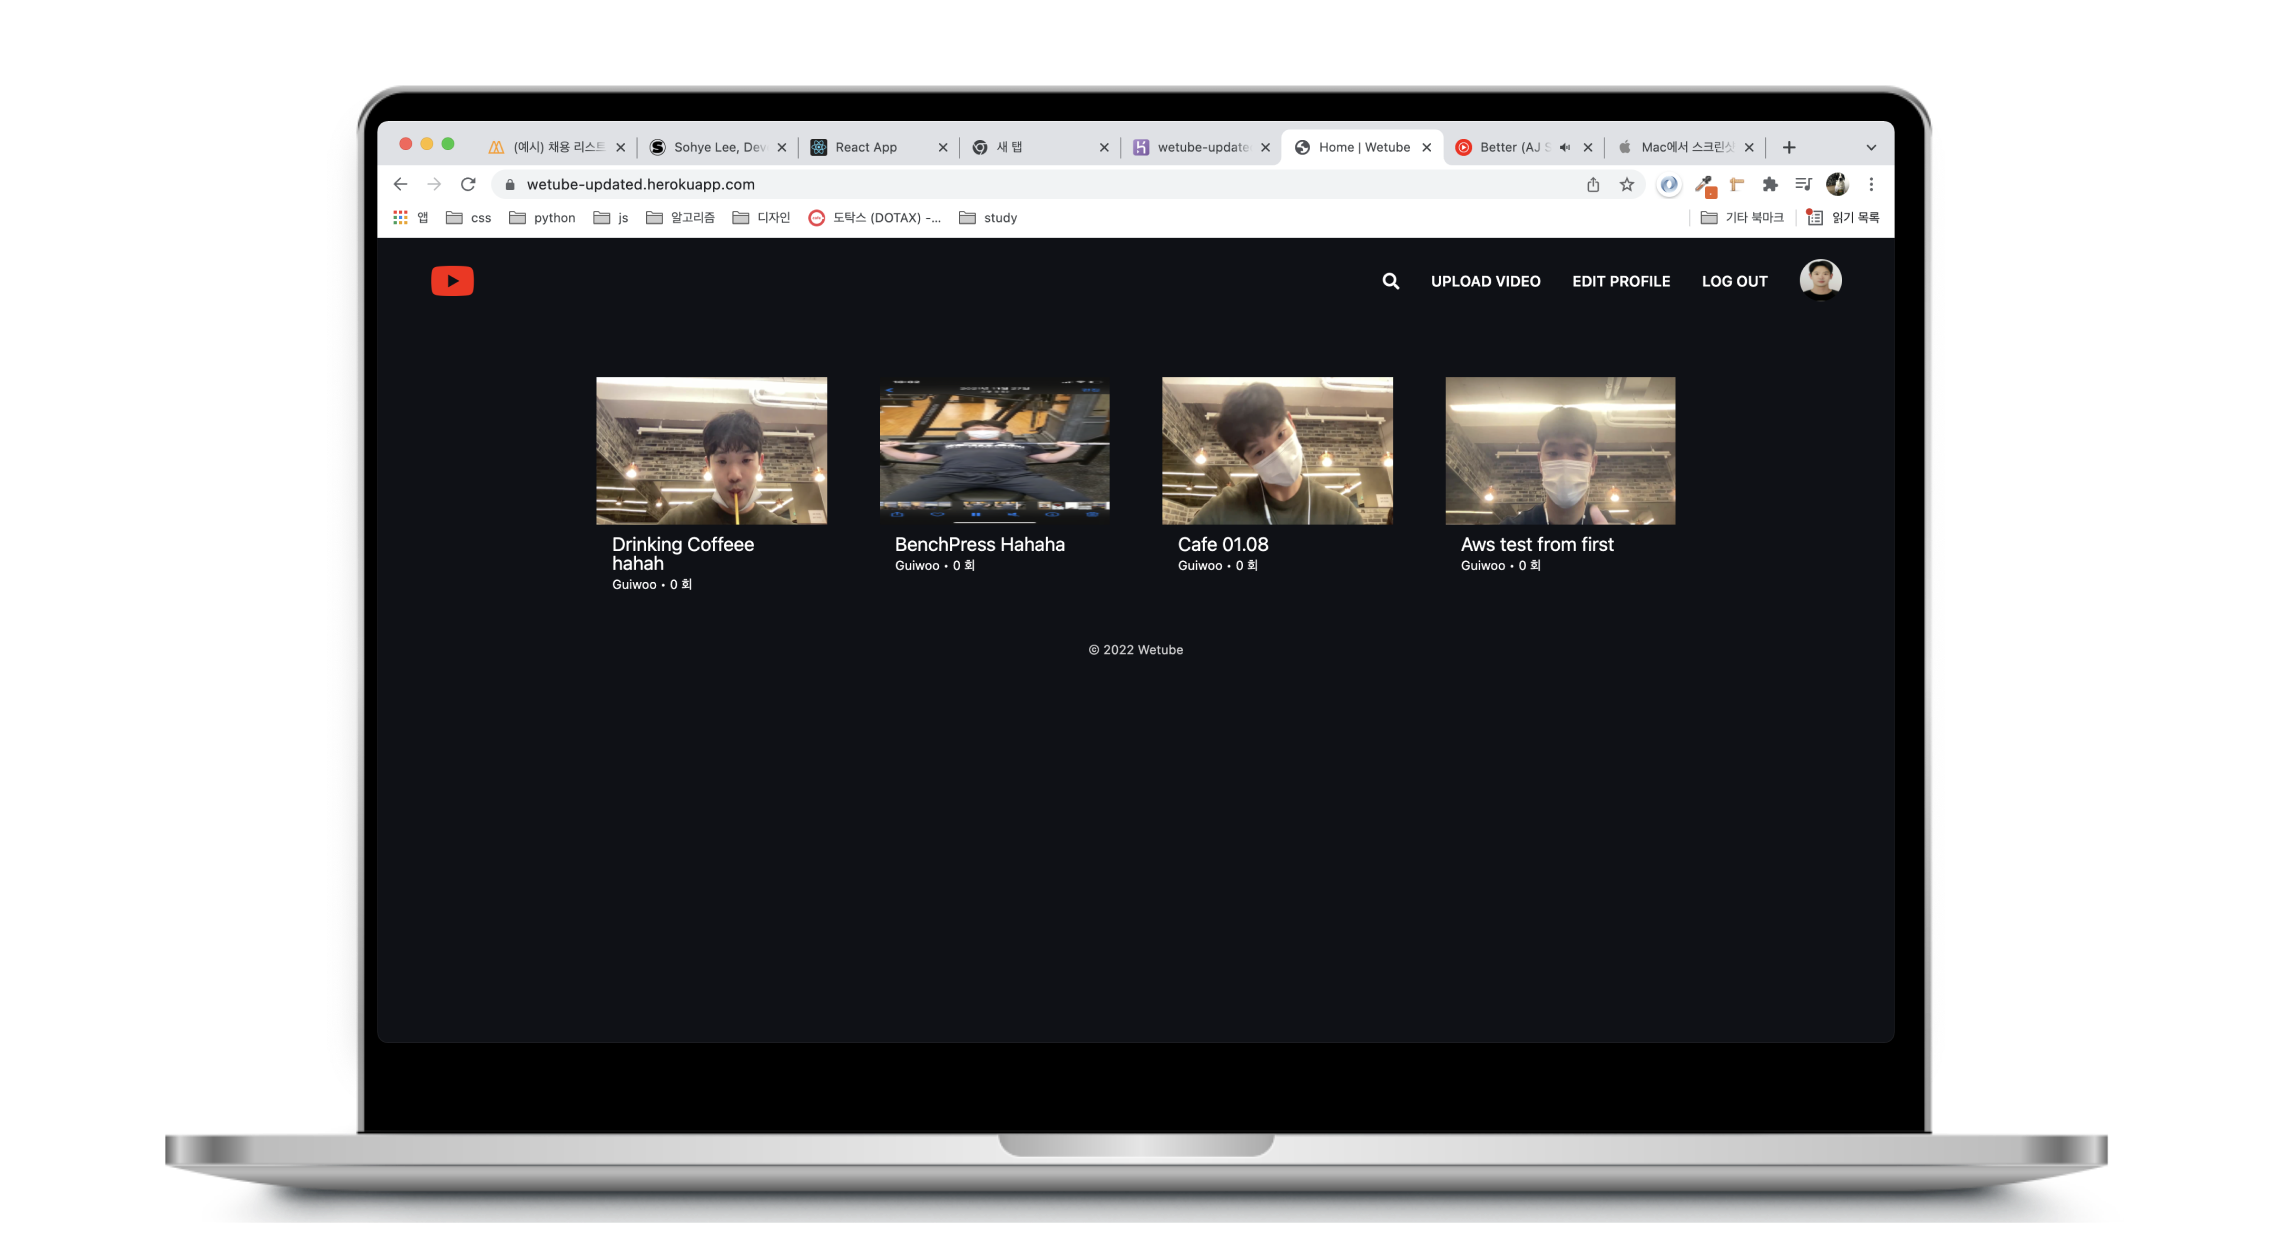 (예시) 채용 리스트
Sohye Lee, Dev
React App
새 탭
wetube-update
Home | Wetube
Better (AJ S
Mac에서 스크린샷
wetube-updated.herokuapp.com
앱
css
python
js
알고리즘
디자인
도탁스 (DOTAX) -...
study
기타 북마크
읽기 목록
UPLOAD VIDEO
EDIT PROFILE
LOG OUT
Drinking Coffeee
hahah
Guiwoo • 0 회
BenchPress Hahaha
Guiwoo • 0 회
Cafe 01.08
Guiwoo • 0 회
Aws test from first
Guiwoo • 0 회
© 2022 Wetube